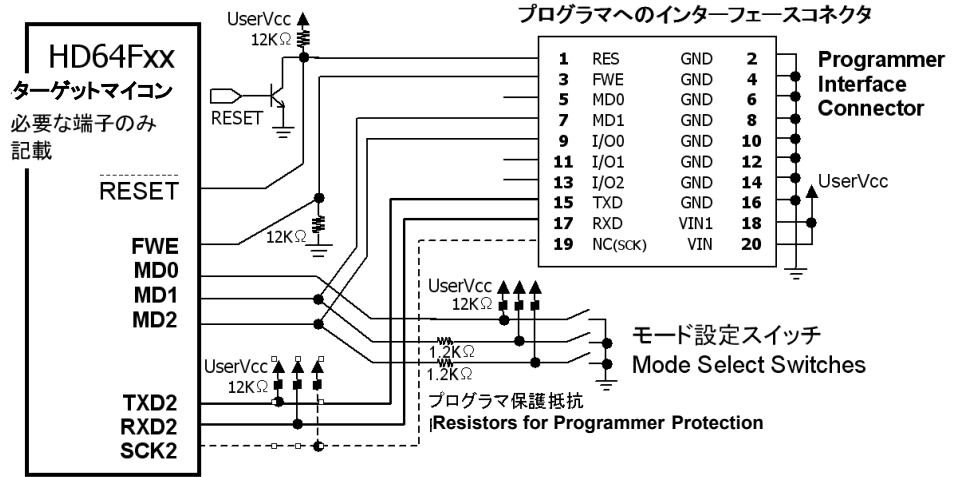 プログラマへのインターフェースコネクタ
UserVcc
12KΩ
HD64Fxx
ターゲットマイコン
必要な端子のみ
記載
RESET
1 RES GND 2
3 FWE GND 4
5 MD0 GND 6
7 MD1 GND 8
9 I/O0 GND 10
11 I/O1 GND 12
13 I/O2 GND 14
15 TXD GND 16
17 RXD VIN1 18
19 NC(SCK) VIN 20
Programmer
Interface
Connector
UserVcc
RESET
12KΩ
FWE
MD0
MD1
MD2
UserVcc
12KΩ
1.2KΩ
1.2KΩ
モード設定スイッチ
Mode Select Switches
UserVcc
12KΩ
TXD2
RXD2
SCK2
プログラマ保護抵抗
Resistors for Programmer Protection